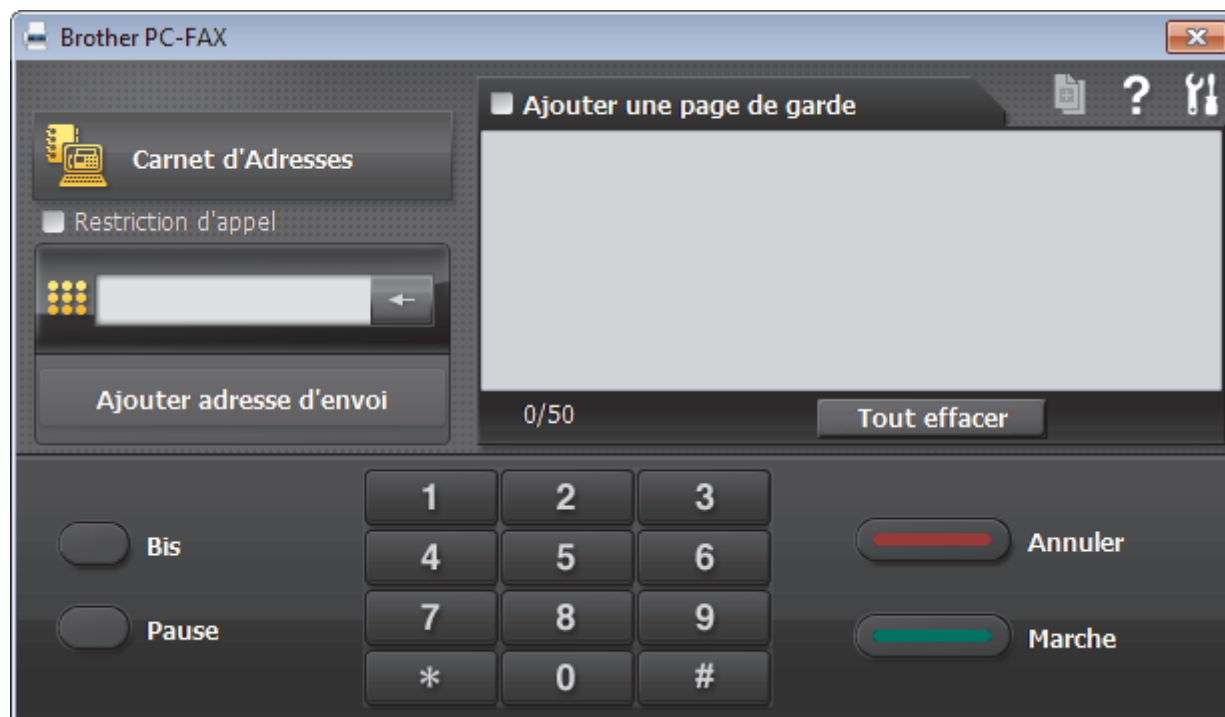 Brother PC-FAX
Ajouter une page de garde
?
Carnet d'Adresses
Restriction d'appel
Ajouter adresse d'envoi
0/50
Tout effacer
1 2 3
Bis
Annuler
4 5 6
7 8 9
Pause
Marche
* 0 #